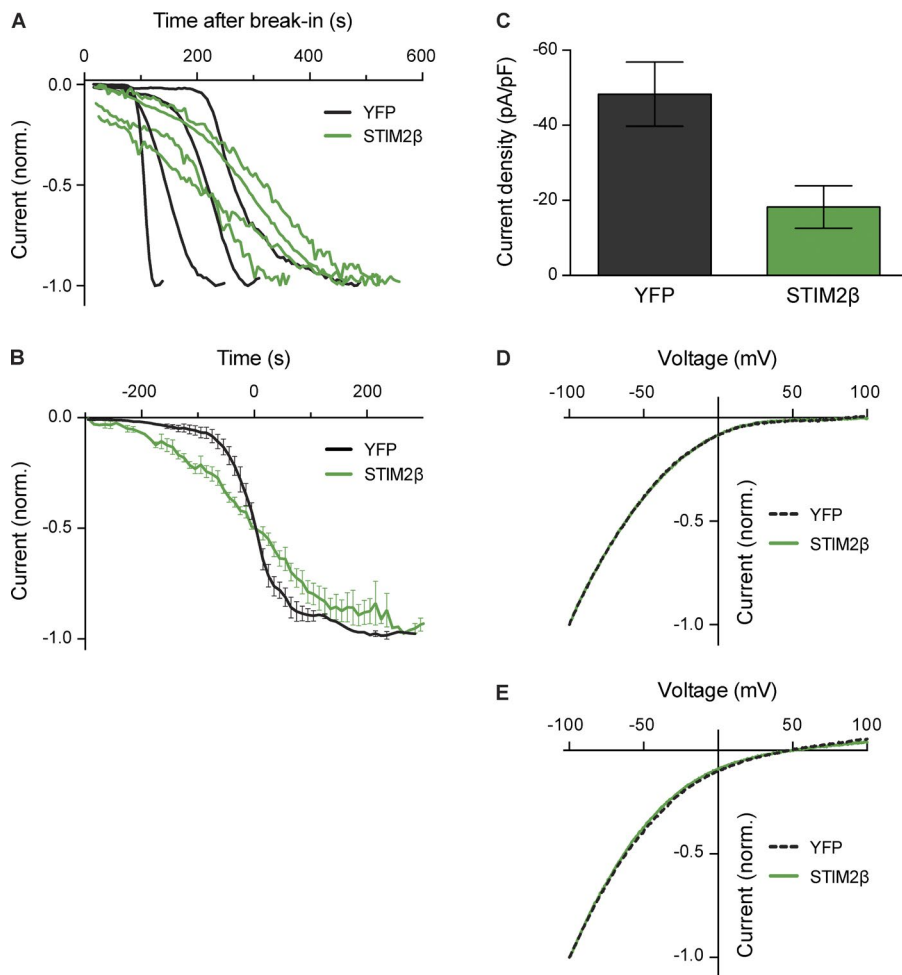 A
Time after break-in (s)
0 200 400 600
0.0
-0.5
-1.0
Current (norm.)
YFP
STIM2β
B
Time (s)
-200 0 200
0.0
-0.5
-1.0
Current (norm.)
YFP
STIM2β
C
Current density (pA/pF)
-60
-40
-20
0
YFP STIM2β
D
Voltage (mV)
-100 -50 50 100
-0.5
-1.0
Current (norm.)
YFP
STIM2β
E
Voltage (mV)
-100 -50 50 100
-0.5
-1.0
Current (norm.)
YFP
STIM2β